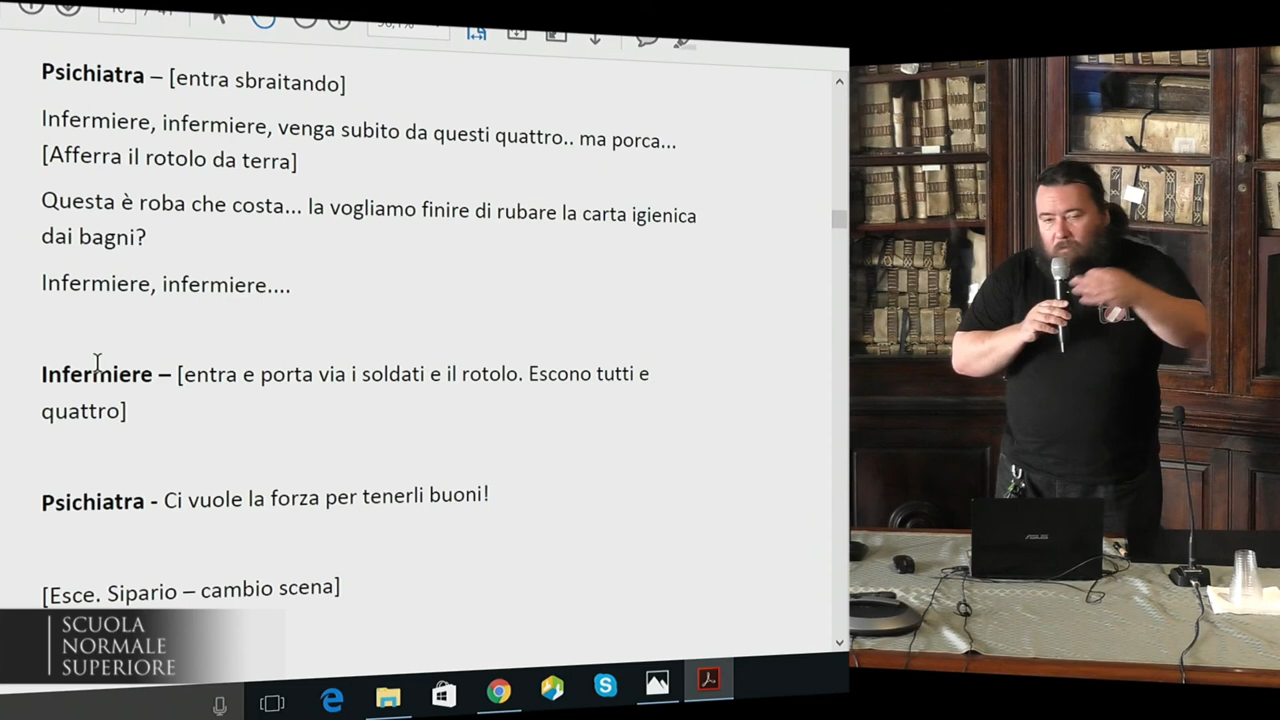 Psichiatra – [entra sbraitando]
Infermiere, infermiere, venga subito da questi quattro.. ma porca...
[Afferra il rotolo da terra]
Questa è roba che costa... la vogliamo finire di rubare la carta igienica
dai bagni?
Infermiere, infermiere....
Infermiere – [entra e porta via i soldati e il rotolo. Escono tutti e
quattro]
Psichiatra - Ci vuole la forza per tenerli buoni!
[Esce. Sipario – cambio scena]
SCUOLA
NORMALE
SUPERIORE
ASUS